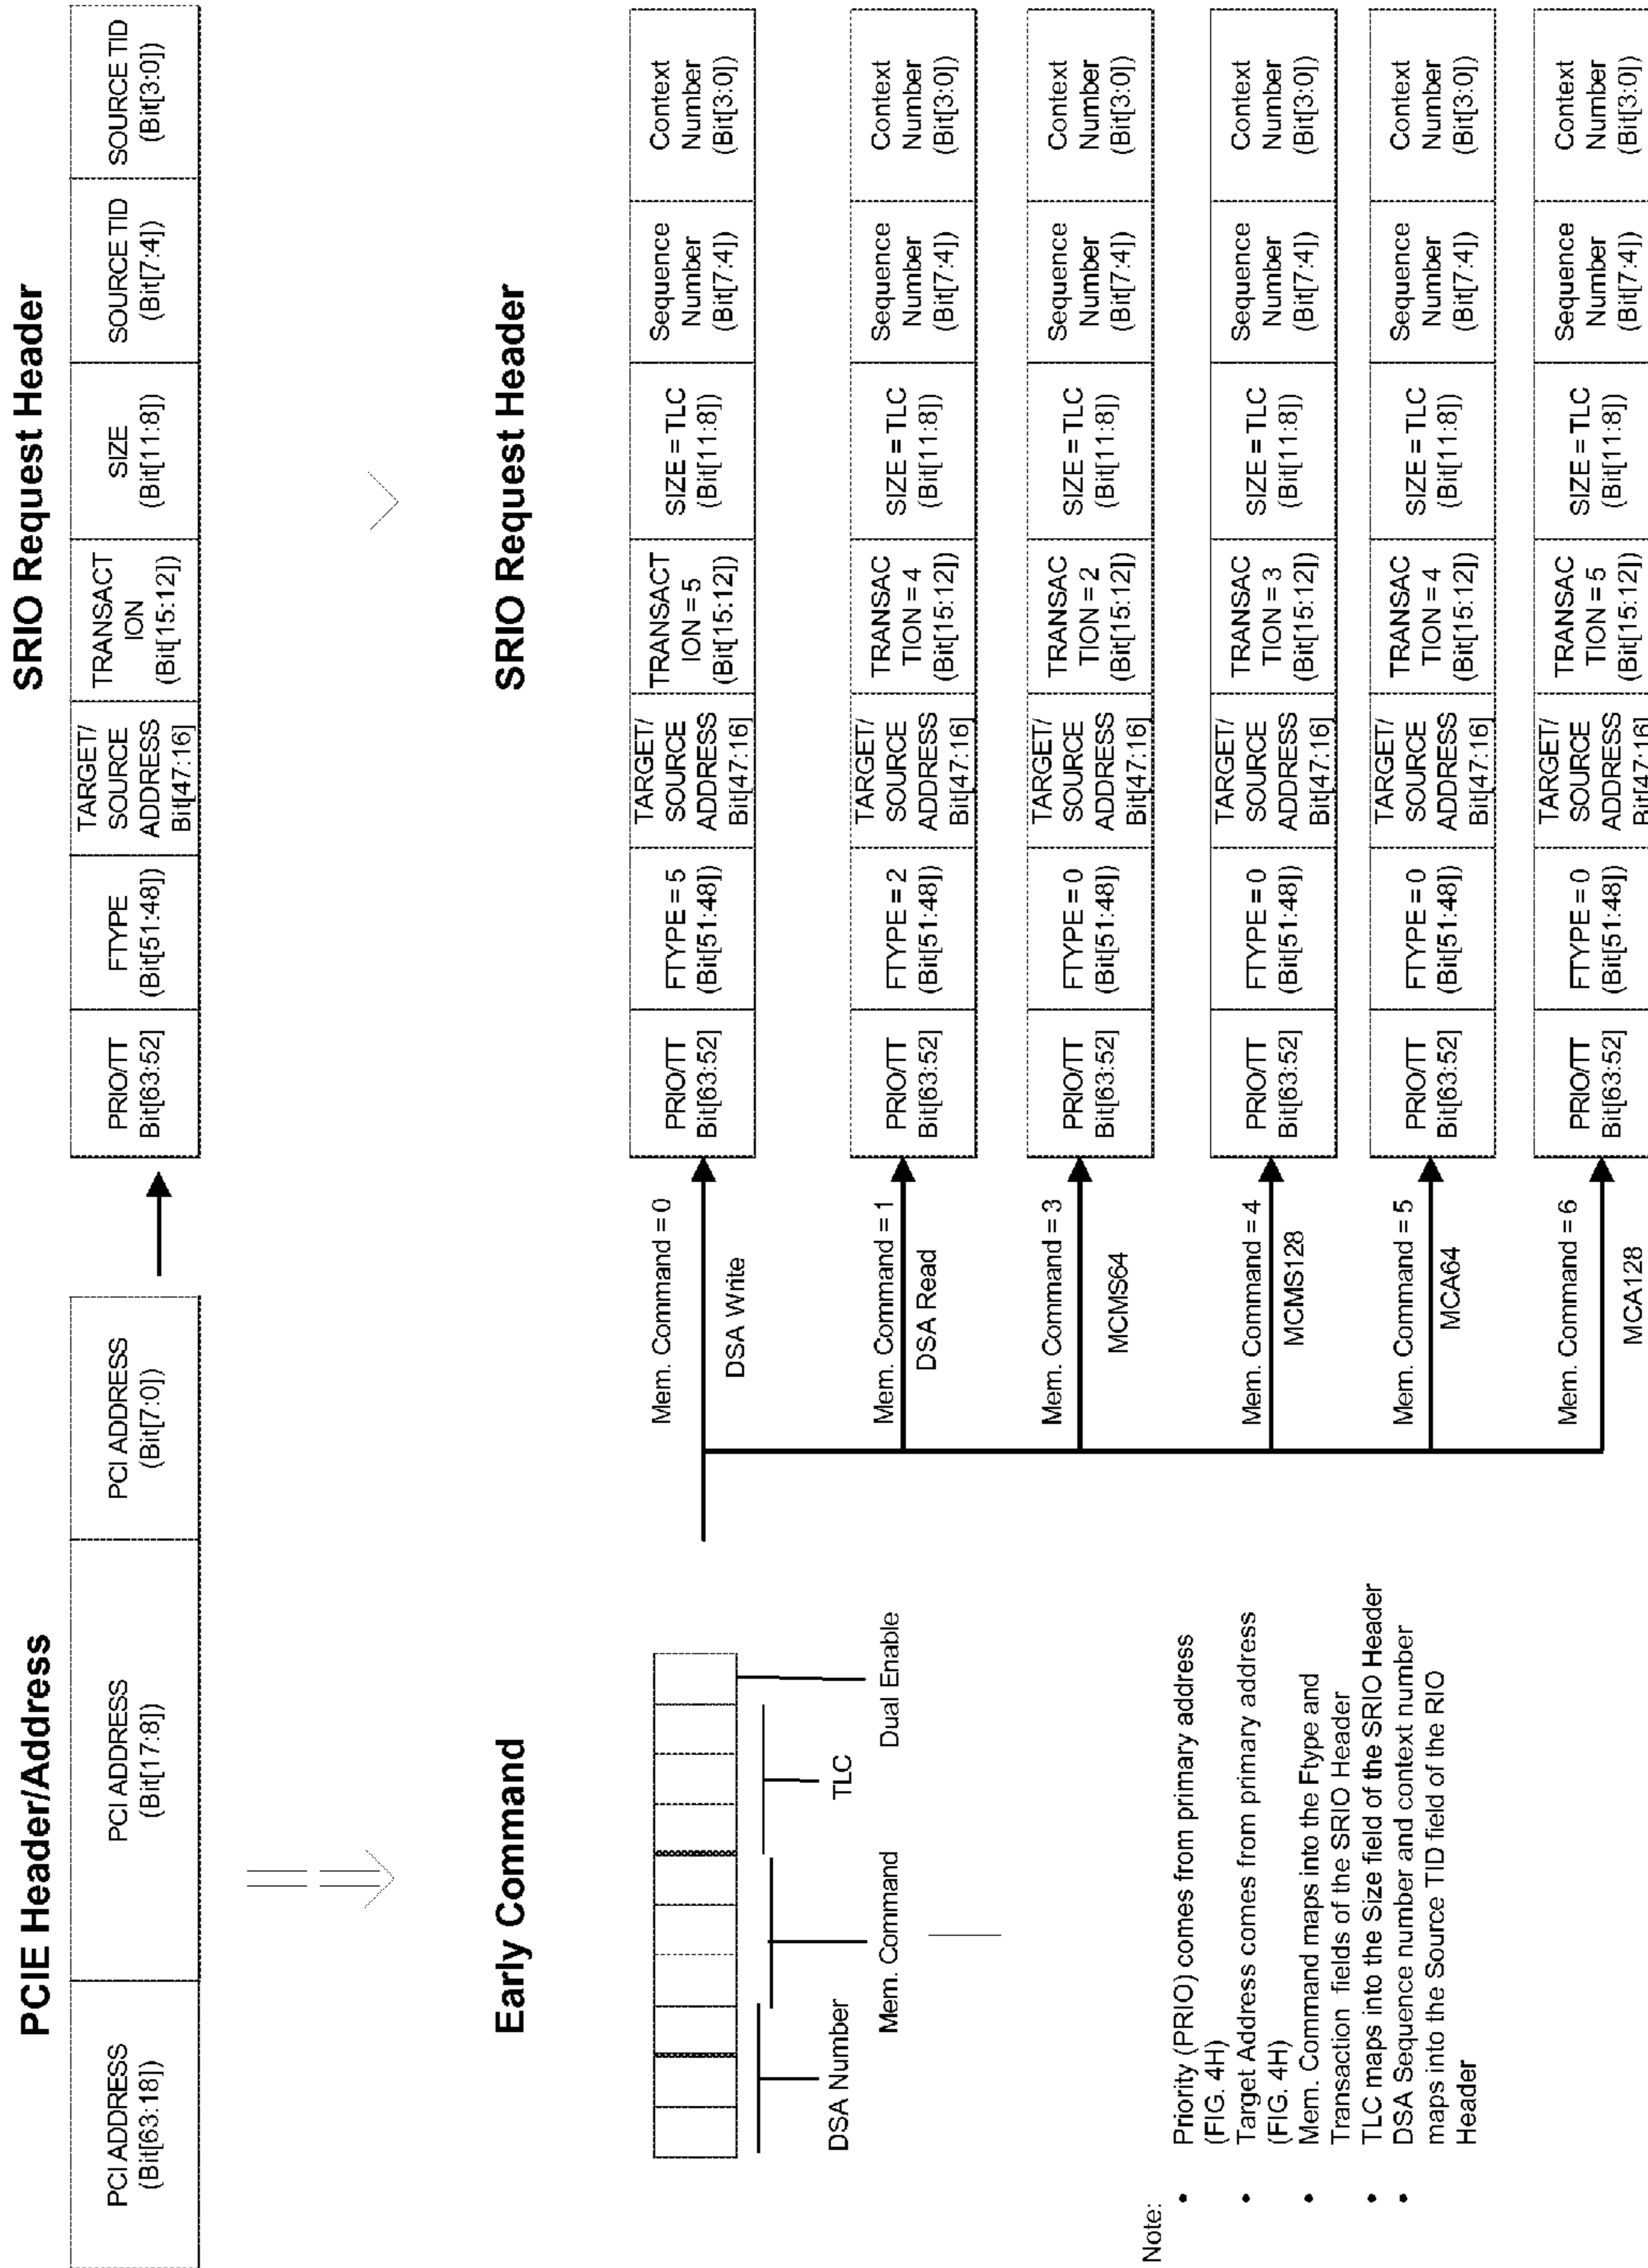 PCIE Header/Address
SRIO Request Header
PCI ADDRESS
(Bit[63:18])
PCI ADDRESS
(Bit[17:8])
PCI ADDRESS
(Bit[7:0])
PRIO/TT
Bit[63:52]
FTYPE
(Bit[51:48])
TARGET/
SOURCE
ADDRESS
Bit[47:16]
TRANSACT
ION
(Bit[15:12])
SIZE
(Bit[11:8])
SOURCE TID
(Bit[7:4])
SOURCE TID
(Bit[3:0])
Early Command
SRIO Request Header
DSA Number
Mem. Command
TLC
Dual Enable
Mem. Command = 0
DSA Write
PRIO/TT
Bit[63:52]
FTYPE = 5
(Bit[51:48])
TARGET/
SOURCE
ADDRESS
Bit[47:16]
TRANSACT
ION = 5
(Bit[15:12])
SIZE = TLC
(Bit[11:8])
Sequence
Number
(Bit[7:4])
Context
Number
(Bit[3:0])
Mem. Command = 1
DSA Read
PRIO/TT
Bit[63:52]
FTYPE = 2
(Bit[51:48])
TARGET/
SOURCE
ADDRESS
Bit[47:16]
TRANSAC
TION = 4
(Bit[15:12])
SIZE = TLC
(Bit[11:8])
Sequence
Number
(Bit[7:4])
Context
Number
(Bit[3:0])
Mem. Command = 3
MCMS64
PRIO/TT
Bit[63:52]
FTYPE = 0
(Bit[51:48])
TARGET/
SOURCE
ADDRESS
Bit[47:16]
TRANSAC
TION = 2
(Bit[15:12])
SIZE = TLC
(Bit[11:8])
Sequence
Number
(Bit[7:4])
Context
Number
(Bit[3:0])
Mem. Command = 4
MCMS128
PRIO/TT
Bit[63:52]
FTYPE = 0
(Bit[51:48])
TARGET/
SOURCE
ADDRESS
Bit[47:16]
TRANSAC
TION = 3
(Bit[15:12])
SIZE = TLC
(Bit[11:8])
Sequence
Number
(Bit[7:4])
Context
Number
(Bit[3:0])
Mem. Command = 5
MCA64
PRIO/TT
Bit[63:52]
FTYPE = 0
(Bit[51:48])
TARGET/
SOURCE
ADDRESS
Bit[47:16]
TRANSAC
TION = 4
(Bit[15:12])
SIZE = TLC
(Bit[11:8])
Sequence
Number
(Bit[7:4])
Context
Number
(Bit[3:0])
Mem. Command = 6
MCA128
PRIO/TT
Bit[63:52]
FTYPE = 0
(Bit[51:48])
TARGET/
SOURCE
ADDRESS
Bit[47:16]
TRANSAC
TION = 5
(Bit[15:12])
SIZE = TLC
(Bit[11:8])
Sequence
Number
(Bit[7:4])
Context
Number
(Bit[3:0])
Note:
• Priority (PRIO) comes from primary address
(FIG. 4H)
• Target Address comes from primary address
(FIG. 4H)
• Mem. Command maps into the Ftype and
Transaction fields of the SRIO Header
• TLC maps into the Size field of the SRIO Header
• DSA Sequence number and context number
maps into the Source TID field of the RIO
Header